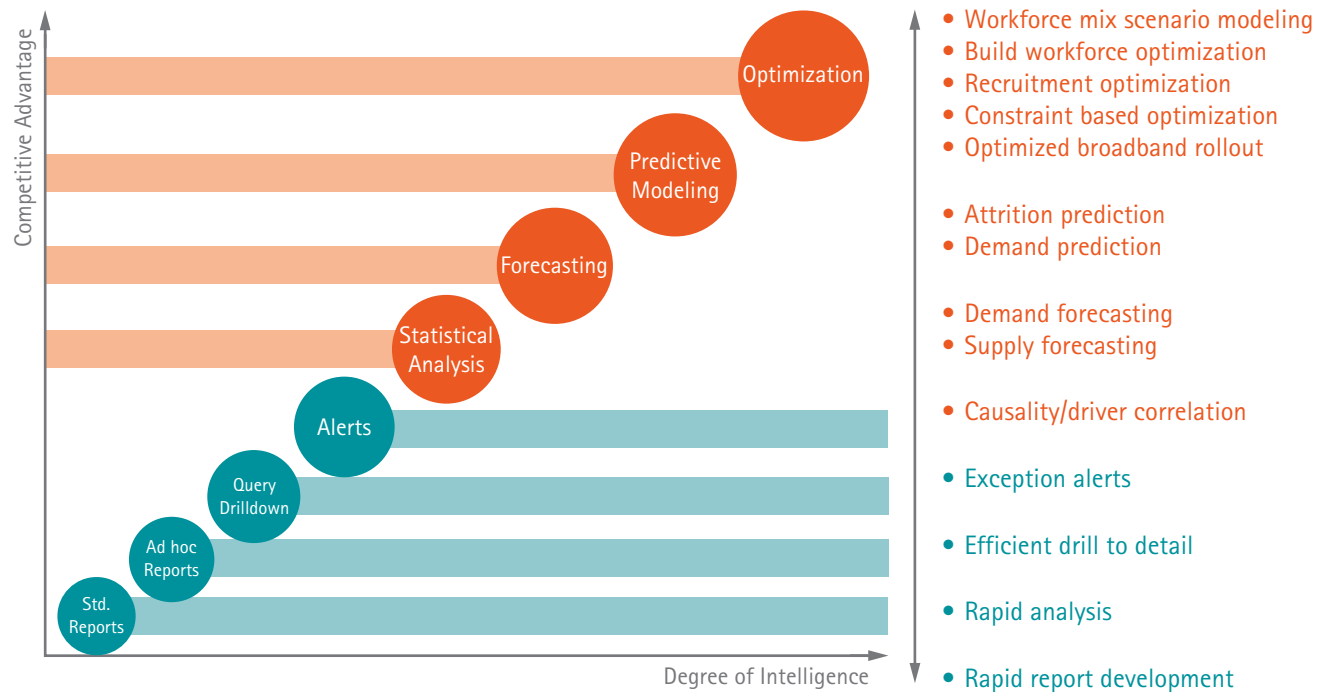 Competitive Advantage
Optimization
Predictive
Modeling
Forecasting
Statistical
Analysis
Alerts
Query
Drilldown
Ad hoc
Reports
Std.
Reports
Degree of Intelligence
• Workforce mix scenario modeling
• Build workforce optimization
• Recruitment optimization
• Constraint based optimization
• Optimized broadband rollout
• Attrition prediction
• Demand prediction
• Demand forecasting
• Supply forecasting
• Causality/driver correlation
• Exception alerts
• Efficient drill to detail
• Rapid analysis
• Rapid report development